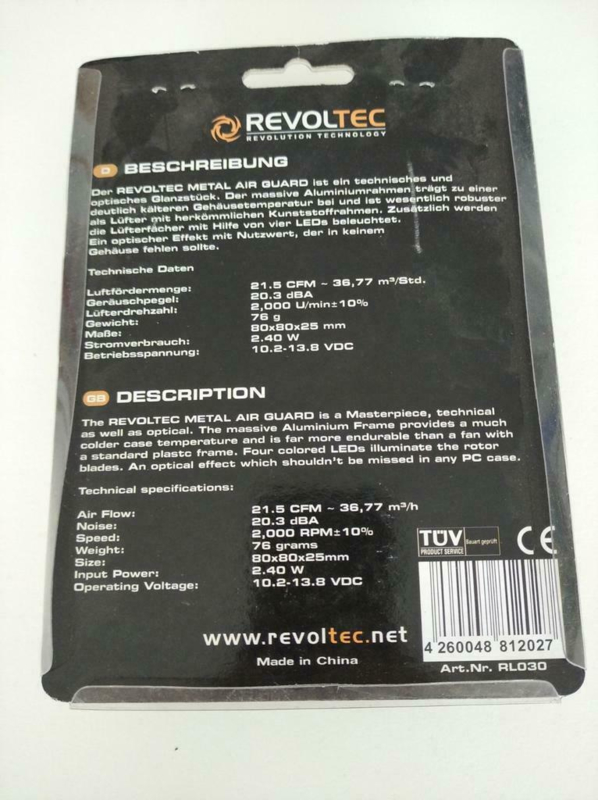 REVOLTEC
REVOLUTION TECHNOLOGY
D BESCHREIBUNG
Der REVOLTEC METAL AIR GUARD ist ein technisches und
optisches Glanzstück. Der massive Aluminiumrahmen trägt zu einer
deutlich kälteren Gehäusetemperatur bei und ist wesentlich robuster
als Lüfter mit herkömmlichen Kunststoffrahmen. Zusätzlich werden
die Lüfterfächer mit Hilfe von vier LEDs beleuchtet.
Ein optischer Effekt mit Nutzwert, der in keinem
Gehäuse fehlen sollte.
Technische Daten
Luftfördermenge: 21.5 CFM ~ 36,77 m³/Std.
Geräuschpegel: 20.3 dBA
Lüfterdrehzahl: 2,000 U/min±10%
Gewicht: 76 g
Maße: 80x80x25 mm
Stromverbrauch: 2.40 W
Betriebsspannung: 10.2-13.8 VDC
GB DESCRIPTION
The REVOLTEC METAL AIR GUARD is a Masterpiece, technical
as well as optical. The massive Aluminium Frame provides a much
colder case temperature and is far more endurable than a fan with
a standard plastc frame. Four colored LEDs illuminate the rotor
blades. An optical effect which shouldn't be missed in any PC case.
Technical specifications:
Air Flow: 21.5 CFM ~ 36,77 m³/h
Noise: 20.3 dBA
Speed: 2,000 RPM±10%
Weight: 76 grams
Size: 80x80x25mm
Input Power: 2.40 W
Operating Voltage: 10.2-13.8 VDC
TÜV
PRODUCT SERVICE
Bauart geprüft
CE
www.revoltec.net
Made in China
4 260048 812027
Art.Nr. RL030